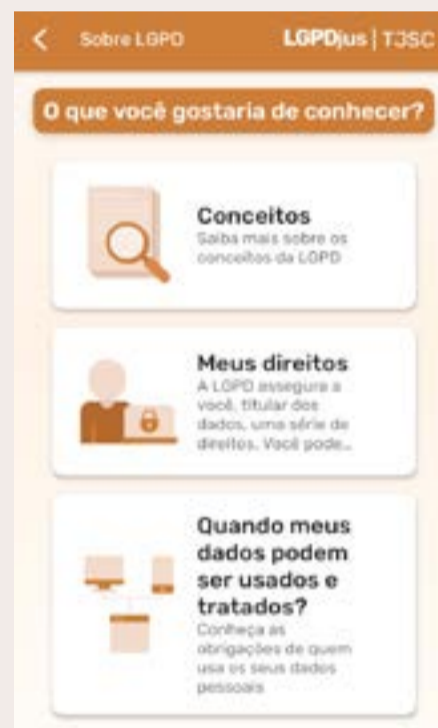 Sobre LGPD
LGPDjus | TJSC
O que você gostaria de conhecer?
Conceitos
Saiba mais sobre os
conceitos da LGPD
Meus direitos
A LGPD assegura a
você, titular dos
dados, uma série de
direitos. Você pode...
Quando meus
dados podem
ser usados e
tratados?
Conheça as
obrigações de quem
usa os seus dados
pessoais